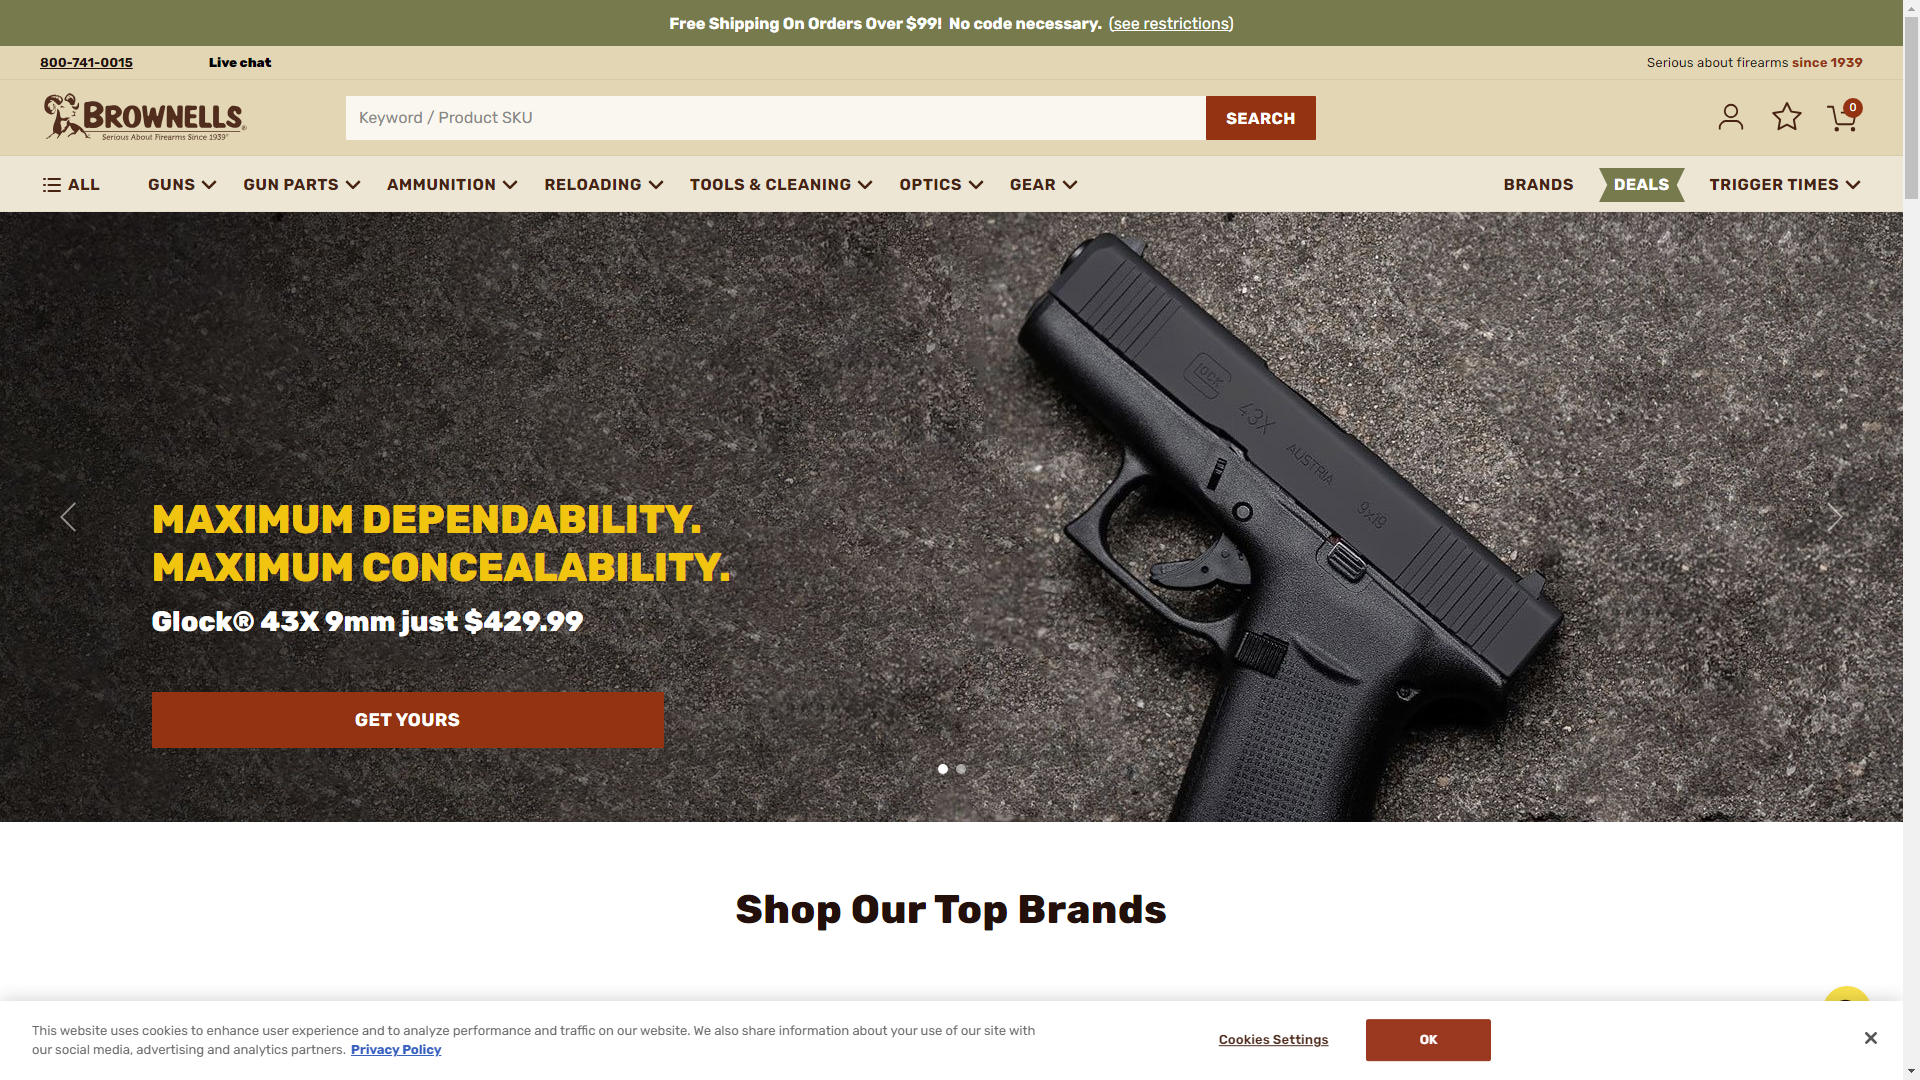 Free Shipping On Orders Over $99! No code necessary. (see restrictions)
800-741-0015 Live chat Serious about firearms since 1939
BROWNELLS
Serious About Firearms Since 1939
Keyword / Product SKU SEARCH 0
ALL GUNS GUN PARTS AMMUNITION RELOADING TOOLS & CLEANING OPTICS GEAR BRANDS DEALS TRIGGER TIMES
GLOCK
43X
AUSTRIA
9x19
MAXIMUM DEPENDABILITY.
MAXIMUM CONCEALABILITY.
Glock® 43X 9mm just $429.99
GET YOURS
Shop Our Top Brands
This website uses cookies to enhance user experience and to analyze performance and traffic on our website. We also share information about your use of our site with
our social media, advertising and analytics partners. Privacy Policy
Cookies Settings OK